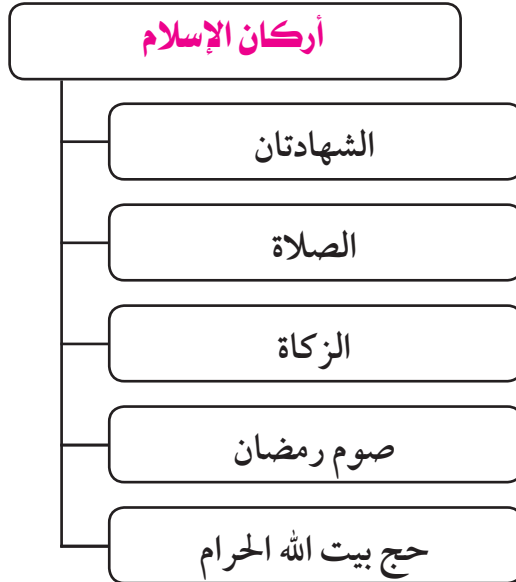 أركان الإسلام
الشهادتان
الصلاة
الزكاة
صوم رمضان
حج بيت الله الحرام